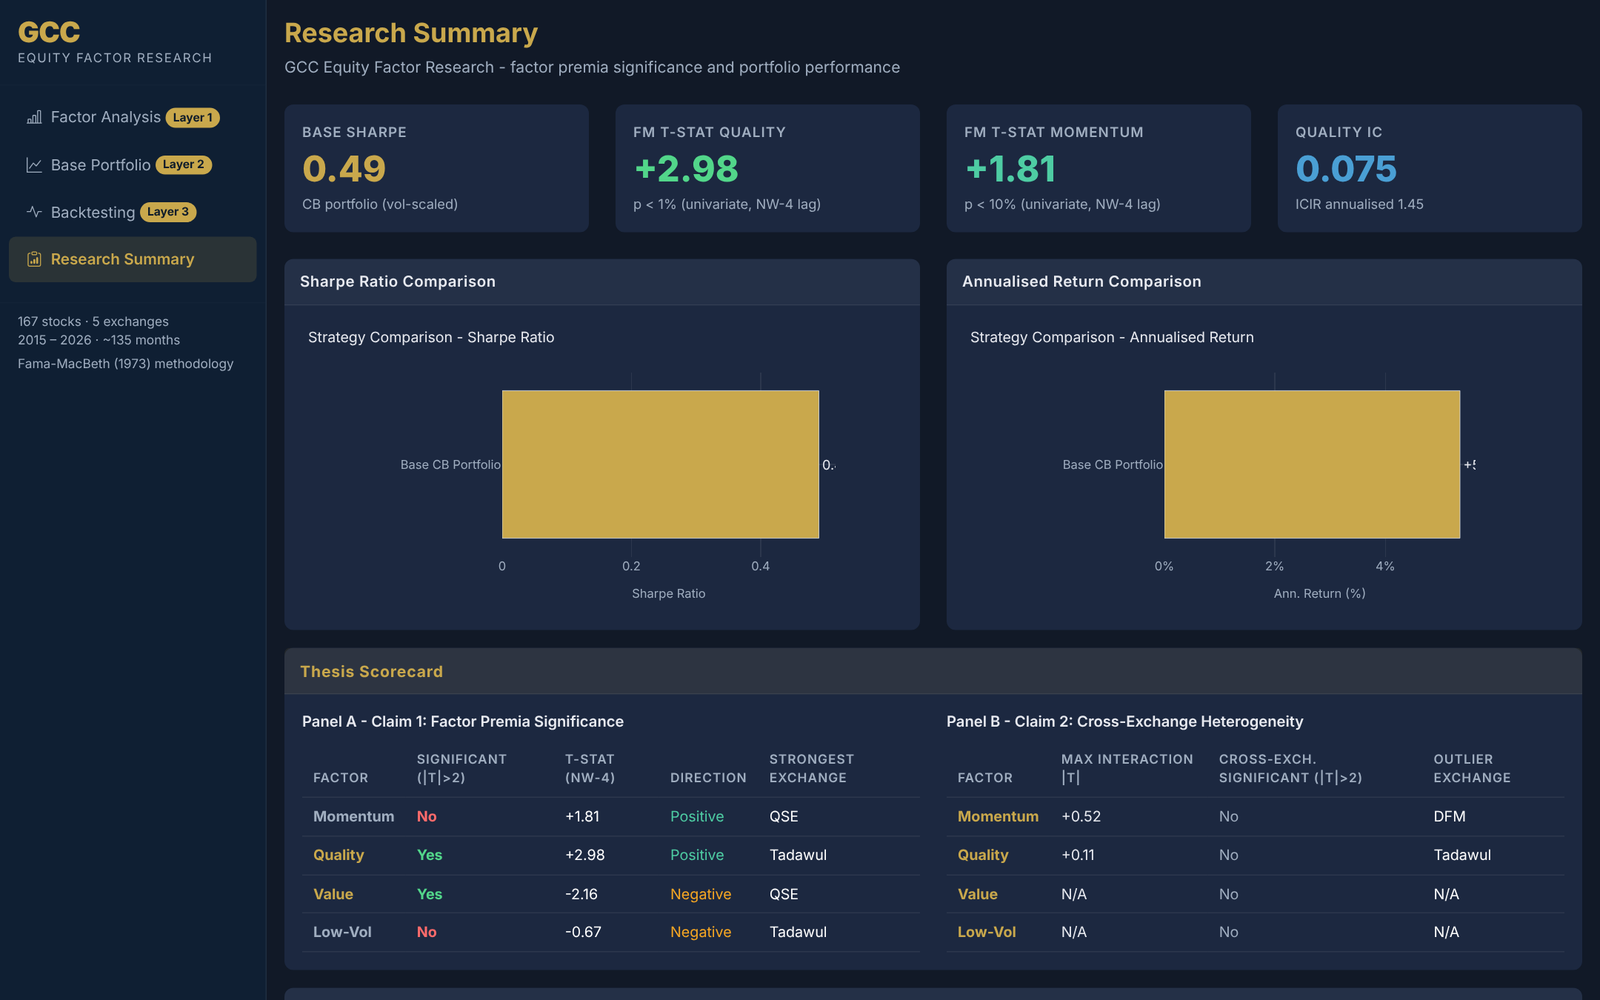 GCC
EQUITY FACTOR RESEARCH
Factor Analysis Layer 1
Base Portfolio Layer 2
Backtesting Layer 3
Research Summary
167 stocks · 5 exchanges
2015 – 2026 · ~135 months
Fama-MacBeth (1973) methodology
Research Summary
GCC Equity Factor Research - factor premia significance and portfolio performance
BASE SHARPE
0.49
CB portfolio (vol-scaled)
FM T-STAT QUALITY
+2.98
p < 1% (univariate, NW-4 lag)
FM T-STAT MOMENTUM
+1.81
p < 10% (univariate, NW-4 lag)
QUALITY IC
0.075
ICIR annualised 1.45
Sharpe Ratio Comparison
Strategy Comparison - Sharpe Ratio
Base CB Portfolio
0 0.2 0.4
Sharpe Ratio
Annualised Return Comparison
Strategy Comparison - Annualised Return
Base CB Portfolio
0% 2% 4%
Ann. Return (%)
Thesis Scorecard
Panel A - Claim 1: Factor Premia Significance
FACTOR SIGNIFICANT (|T|>2) T-STAT (NW-4) DIRECTION STRONGEST EXCHANGE
Momentum No +1.81 Positive QSE
Quality Yes +2.98 Positive Tadawul
Value Yes -2.16 Negative QSE
Low-Vol No -0.67 Negative Tadawul
Panel B - Claim 2: Cross-Exchange Heterogeneity
FACTOR MAX INTERACTION |T| CROSS-EXCH. SIGNIFICANT (|T|>2) OUTLIER EXCHANGE
Momentum +0.52 No DFM
Quality +0.11 No Tadawul
Value N/A No N/A
Low-Vol N/A No N/A